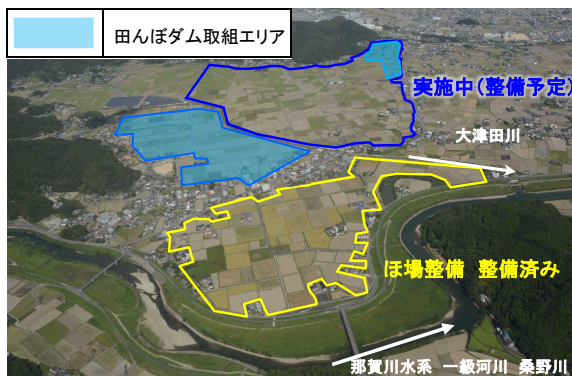 田んぼダム取組エリア
実施中(整備予定)
大津田川
ほ場整備 整備済み
那賀川水系 一級河川 桑野川